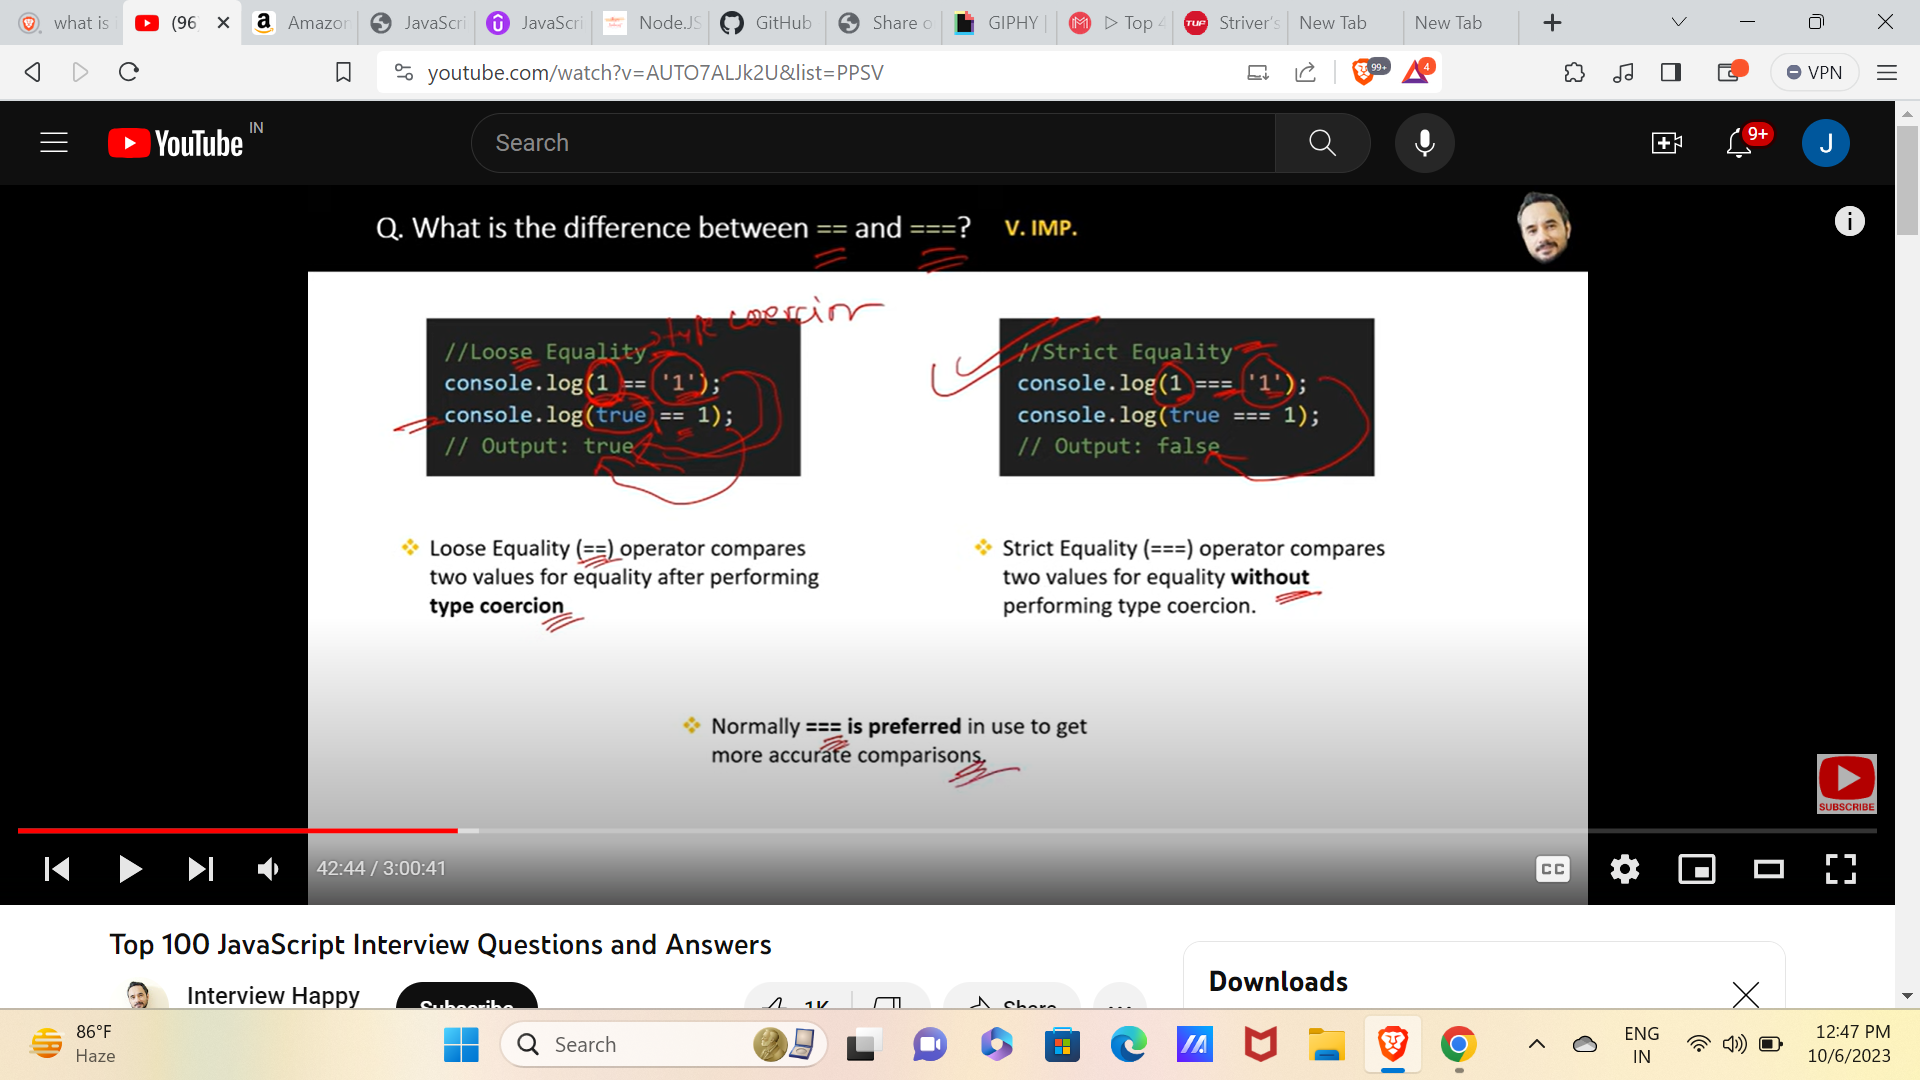 what is
(96
Amazon
JavaScri
JavaScri
Node.JS
GitHub
Share o
GIPHY |
Top 4
TUF
Striver's
New Tab
New Tab
youtube.com/watch?v=AUTO7ALJk2U&list=PPSV
99+
4
VPN
YouTube IN
Search
9+
J
Q. What is the difference between == and ===? V. IMP.
type coercion
//Loose Equality
console.log(1 == '1');
console.log(true == 1);
// Output: true
//Strict Equality
console.log(1 === '1');
console.log(true === 1);
// Output: false
Loose Equality (==) operator compares
two values for equality after performing
type coercion
Strict Equality (===) operator compares
two values for equality without
performing type coercion.
Normally === is preferred in use to get
more accurate comparisons.
SUBSCRIBE
42:44 / 3:00:41
CC
Top 100 JavaScript Interview Questions and Answers
Interview Happy
Subscribe
1K
Share
Downloads
86°F
Haze
Search
ENG
IN
12:47 PM
10/6/2023